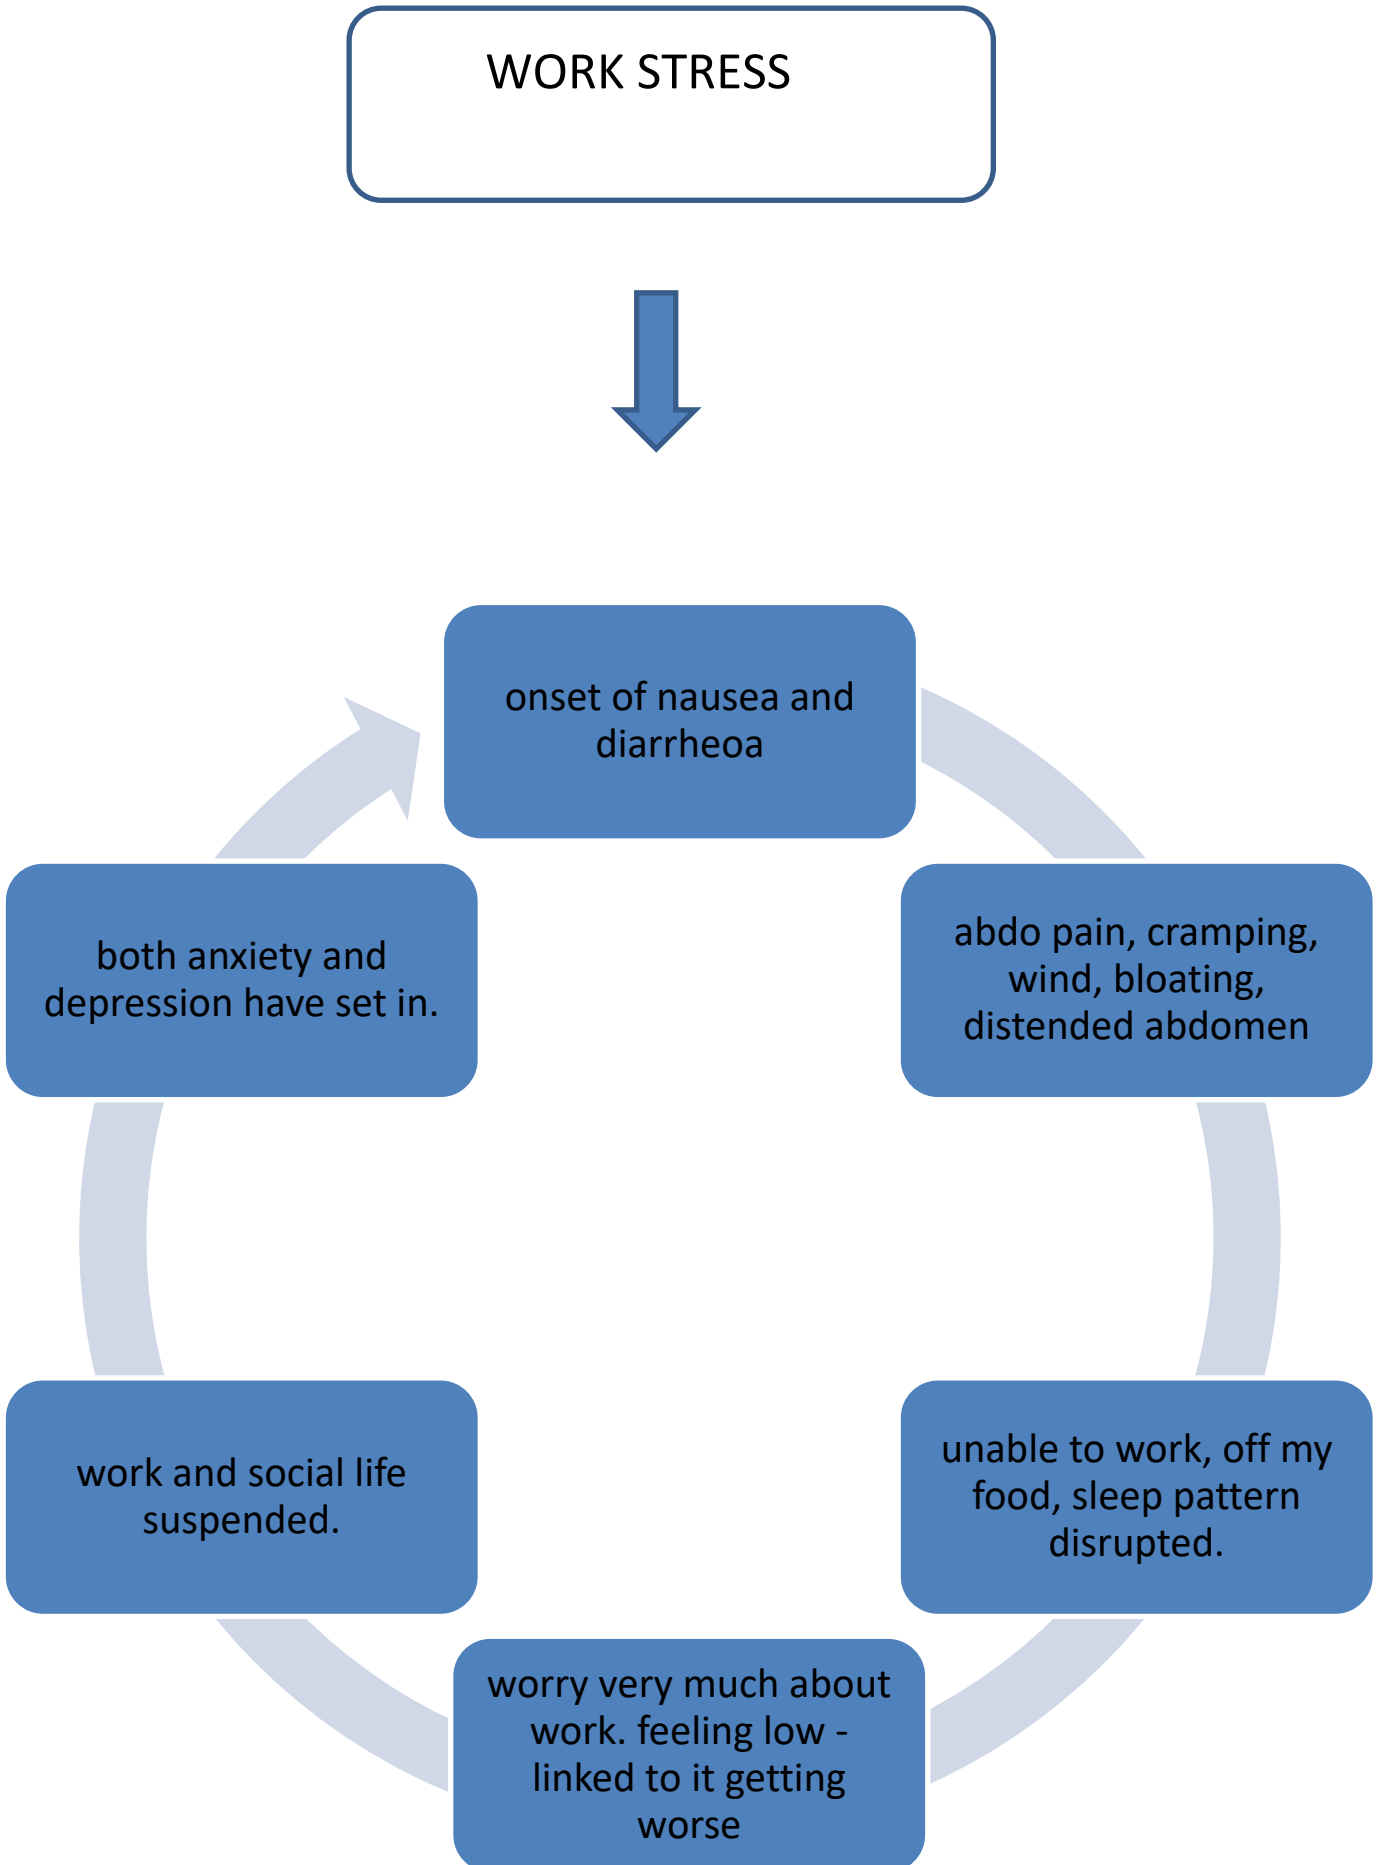 WORK STRESS
onset of nausea and
diarrheoa
abdo pain, cramping,
wind, bloating,
distended abdomen
unable to work, off my
food, sleep pattern
disrupted.
worry very much about
work. feeling low -
linked to it getting
worse
work and social life
suspended.
both anxiety and
depression have set in.